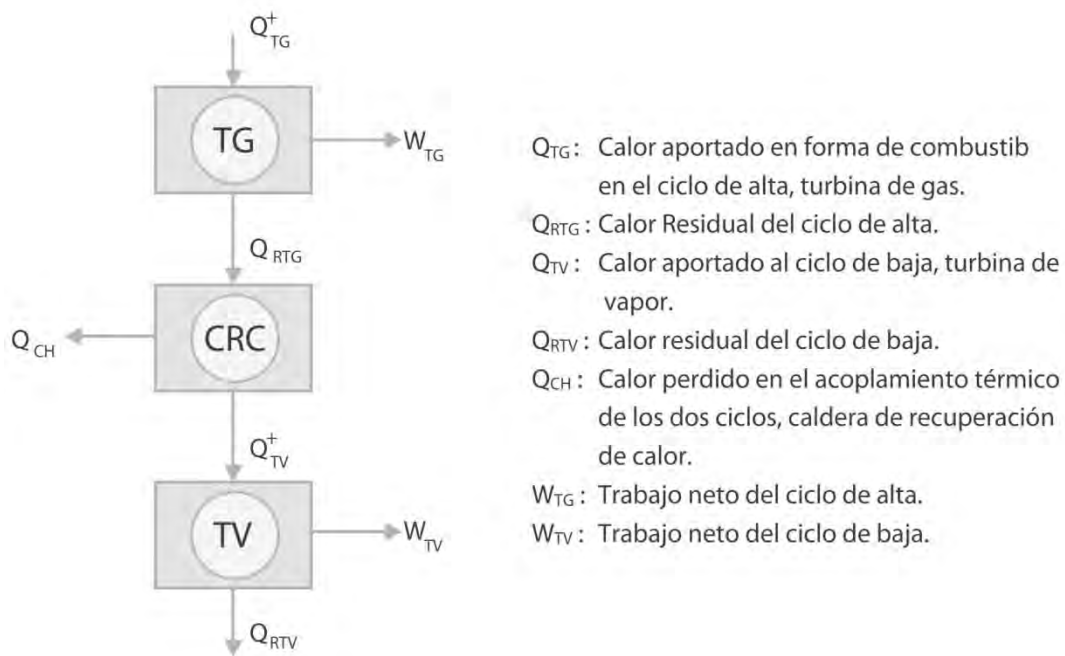 Q⁺TG
TG
WTG
QRTG
CRC
QCH
Q⁺TV
TV
WTV
QRTV
QTG : Calor aportado en forma de combustib
en el ciclo de alta, turbina de gas.
QRTG : Calor Residual del ciclo de alta.
QTV : Calor aportado al ciclo de baja, turbina de
vapor.
QRTV : Calor residual del ciclo de baja.
QCH : Calor perdido en el acoplamiento térmico
de los dos ciclos, caldera de recuperación
de calor.
WTG : Trabajo neto del ciclo de alta.
WTV : Trabajo neto del ciclo de baja.